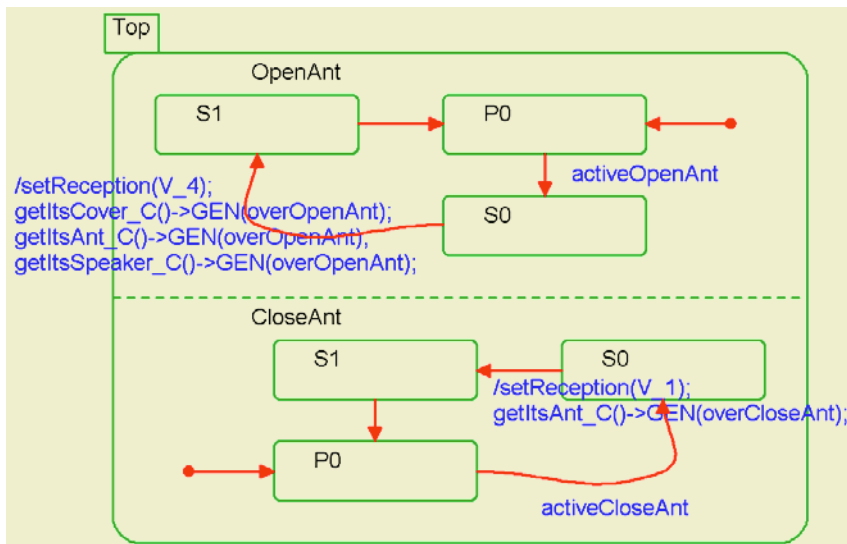 Top
OpenAnt
S1
P0
activeOpenAnt
/setReception(V_4);
getItsCover_C()->GEN(overOpenAnt);
getItsAnt_C()->GEN(overOpenAnt),
getItsSpeaker_C()->GEN(overOpenAnt);
S0
CloseAnt
S1
S0
/setReception(V_1);
getItsAnt_C()->GEN(overCloseAnt);
P0
activeCloseAnt